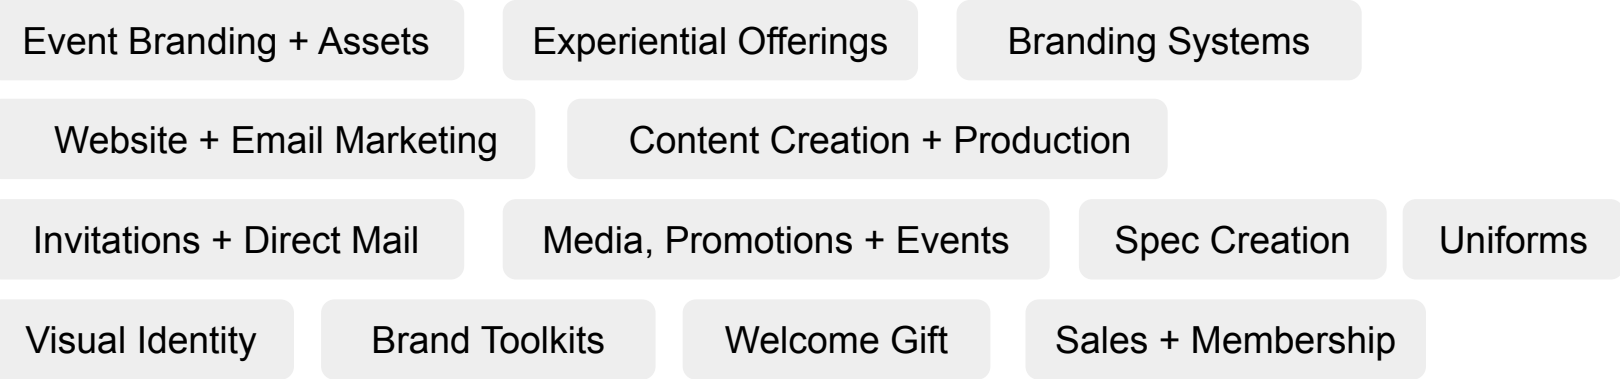 Event Branding + Assets
Experiential Offerings
Branding Systems
Website + Email Marketing
Content Creation + Production
Invitations + Direct Mail
Media, Promotions + Events
Spec Creation
Uniforms
Visual Identity
Brand Toolkits
Welcome Gift
Sales + Membership